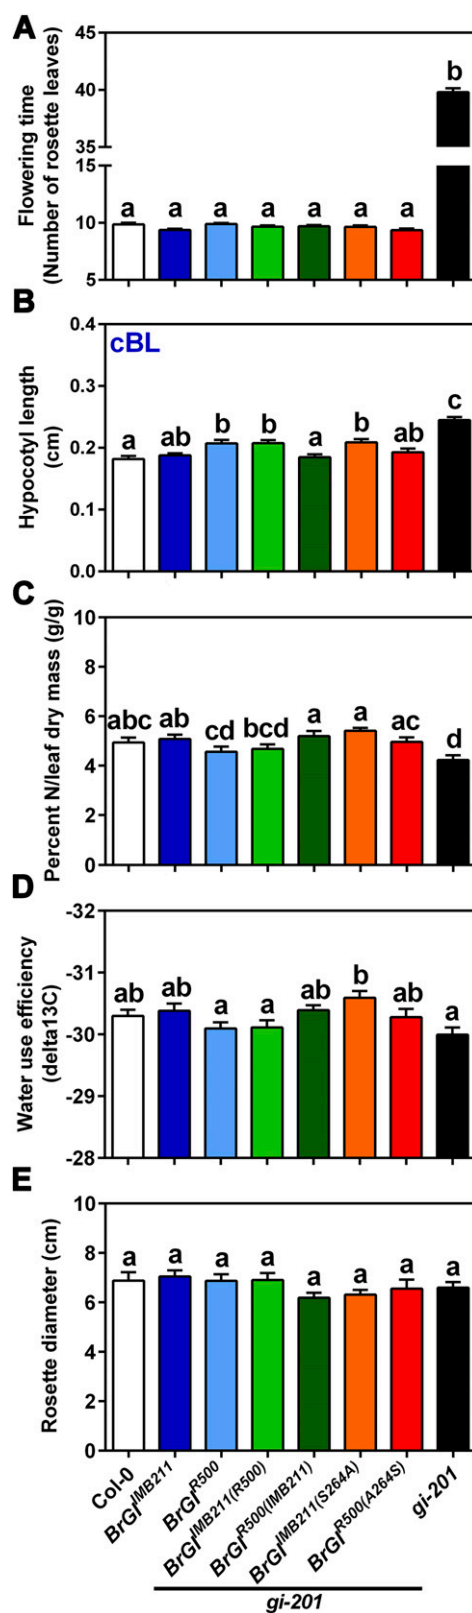 A
Flowering time
(Number of rosette leaves)
45
40
35
15
10
5
a a a a a a a b
B
cBL
Hypocotyl length
(cm)
0.4
0.3
0.2
0.1
0.0
a ab b b a b ab c
C
Percent N/leaf dry mass (g/g)
10
8
6
4
2
0
abc ab cd bcd a a ac d
D
Water use efficiency
(delta13C)
-32
-31
-30
-29
-28
ab ab a a ab b ab a
E
Rosette diameter (cm)
10
8
6
4
2
0
a a a a a a a a
Col-0
BrGI^IMB211
BrGI^R500
BrGI^IMB211(R500)
BrGI^R500(IMB211)
BrGI^IMB211(S264A)
BrGI^R500(A264S)
gi-201
gi-201